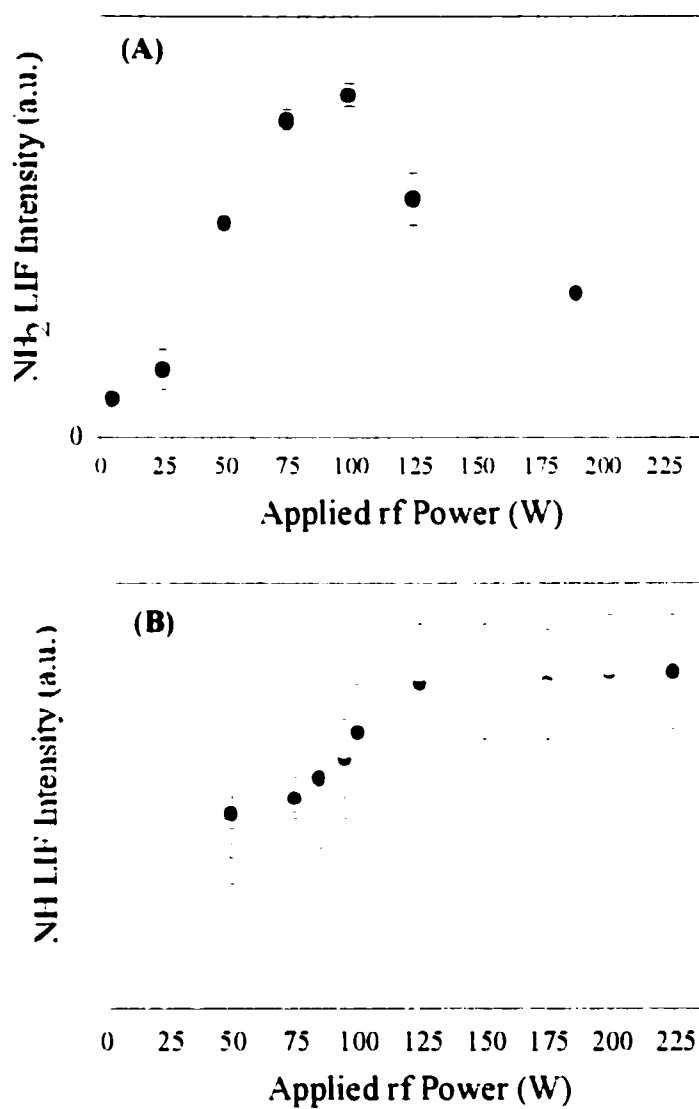 (A)
NH2 LIF Intensity (a.u.)
0
0 25 50 75 100 125 150 175 200 225
Applied rf Power (W)
(B)
NH LIF Intensity (a.u.)
0 25 50 75 100 125 150 175 200 225
Applied rf Power (W)